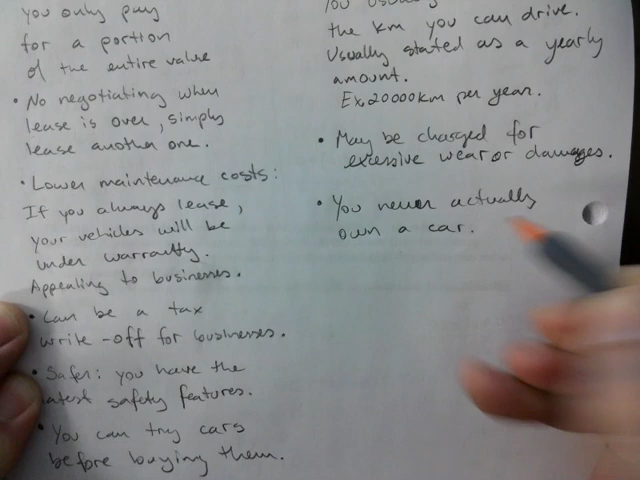 you only pay
for a portion
of the entire value
• No negotiating when
lease is over, simply
lease another one.
• Lower maintenance costs:
If you always lease,
your vehicles will be
under warranty.
Appealing to businesses.
• Can be a tax
write-off for businesses.
• Safer: you have the
latest safety features.
• You can try cars
before buying them.
the km you can drive.
Usually stated as a yearly
amount.
Ex. 20000km per year.
• May be charged for
excessive wear or damages.
• You never actually
own a car.